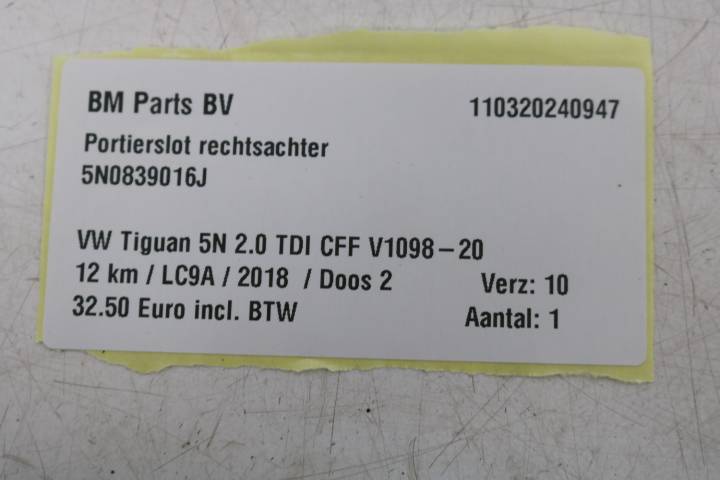 BM Parts BV 110320240947
Portierslot rechtsachter
5N0839016J
VW Tiguan 5N 2.0 TDI CFF V1098-20
12 km / LC9A / 2018 / Doos 2 Verz: 10
32.50 Euro incl. BTW Aantal: 1